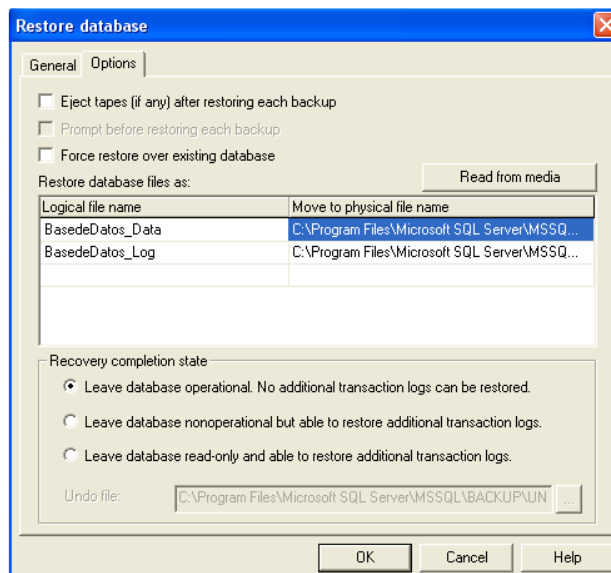 Restore database
General Options
Eject tapes (if any) after restoring each backup
Prompt before restoring each backup
Force restore over existing database
Read from media
Restore database files as:
Logical file name Move to physical file name
BasedeDatos_Data C:\Program Files\Microsoft SQL Server\MSSQ...
BasedeDatos_Log C:\Program Files\Microsoft SQL Server\MSSQ...
Recovery completion state
Leave database operational. No additional transaction logs can be restored.
Leave database nonoperational but able to restore additional transaction logs.
Leave database read-only and able to restore additional transaction logs.
Undo file: C:\Program Files\Microsoft SQL Server\MSSQL\BACKUP\UN ...
OK Cancel Help